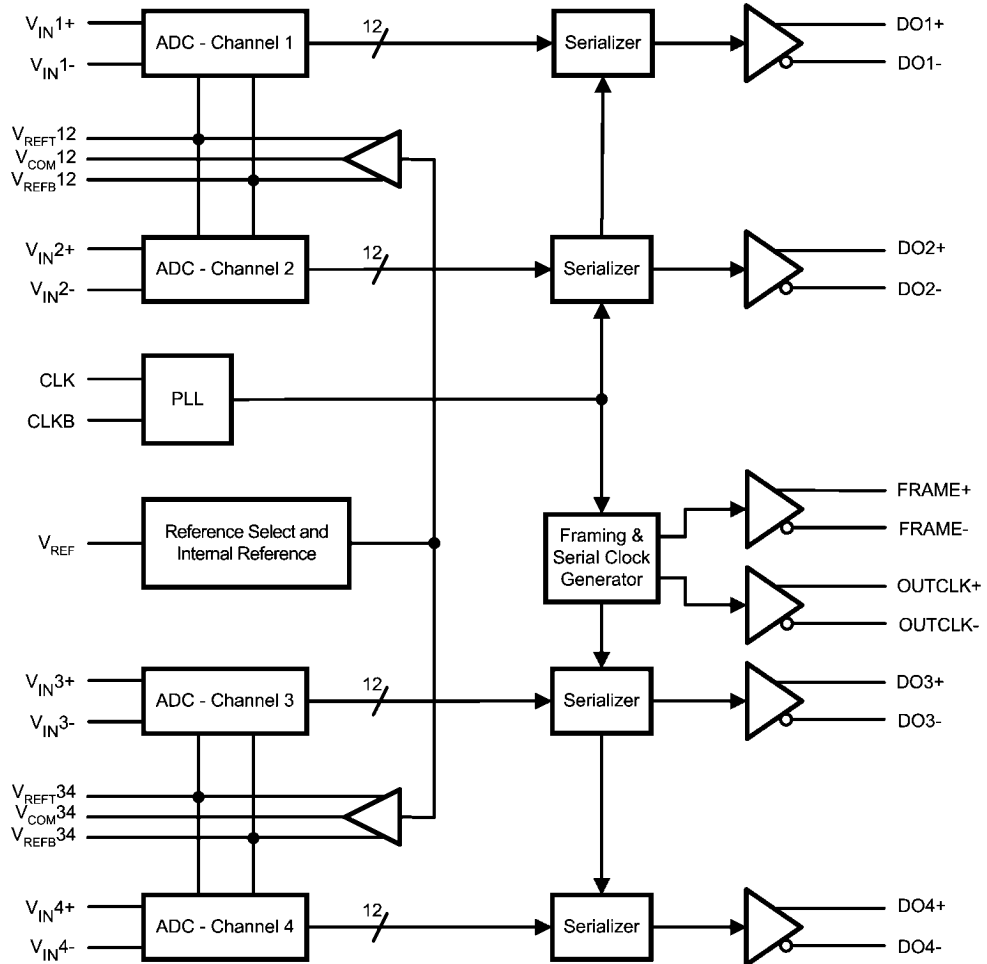 VIN1+
ADC - Channel 1
12
Serializer
DO1+
VIN1-
DO1-
VREFT12
VCOM12
VREFB12
VIN2+
ADC - Channel 2
12
Serializer
DO2+
VIN2-
DO2-
CLK
PLL
CLKB
VREF
Reference Select and
Internal Reference
Framing &
Serial Clock
Generator
FRAME+
FRAME-
OUTCLK+
OUTCLK-
VIN3+
ADC - Channel 3
12
Serializer
DO3+
VIN3-
DO3-
VREFT34
VCOM34
VREFB34
VIN4+
ADC - Channel 4
12
Serializer
DO4+
VIN4-
DO4-